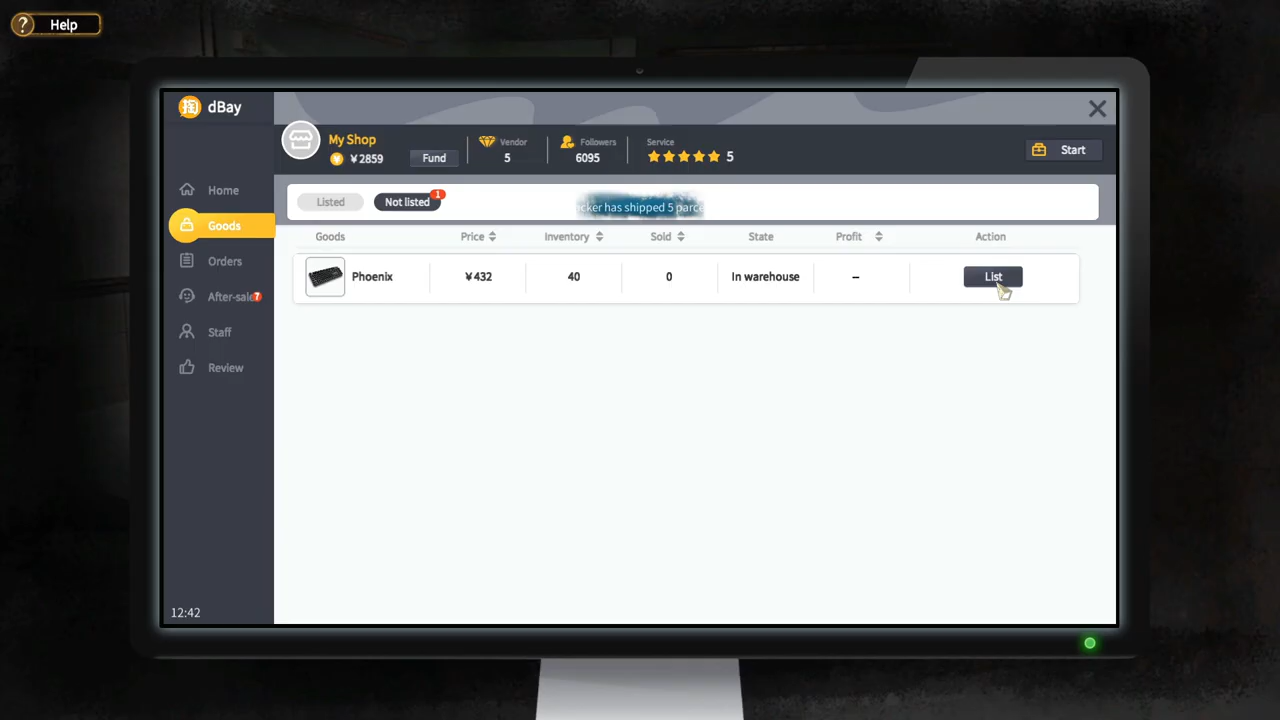 ? Help
淘 dBay
My Shop
¥2859
Fund
Vendor
5
Followers
6095
Service
5
Start
Home
Goods
Orders
After-sale 7
Staff
Review
12:42
Listed
Not listed 1
has shipped 5
Goods Price Inventory Sold State Profit Action
Phoenix ¥432 40 0 In warehouse -- List